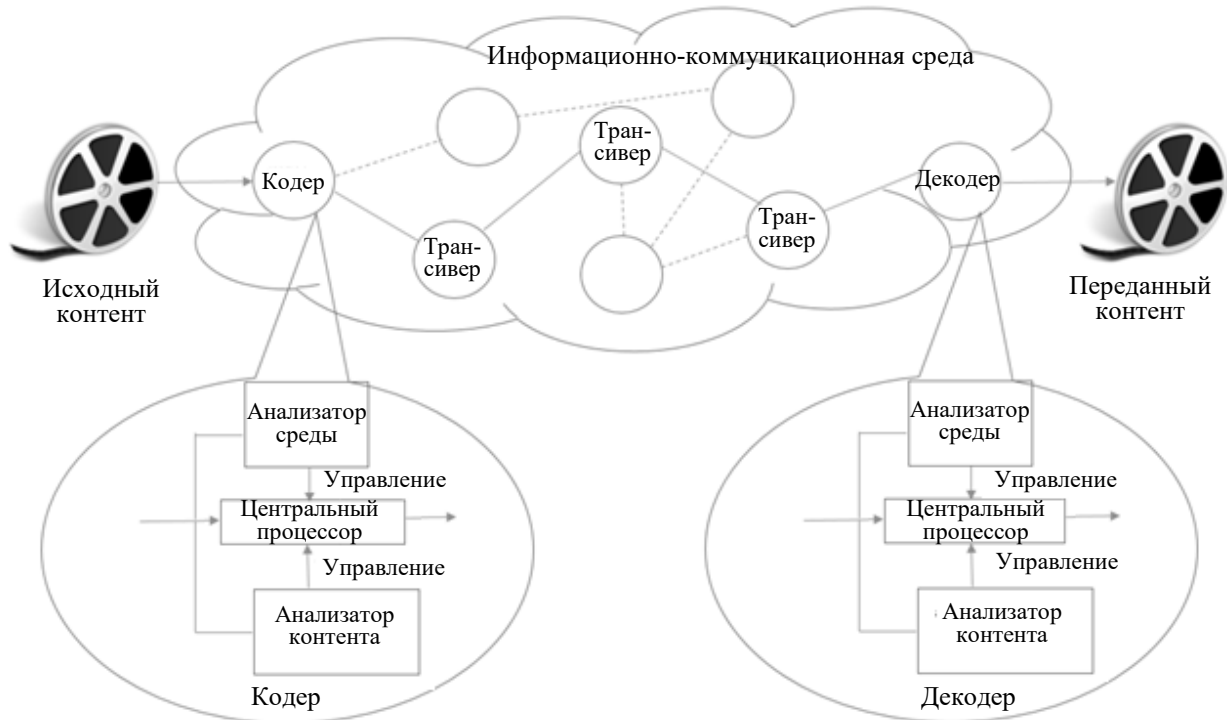 Информационно-коммуникационная среда
Тран-
сивер
Кодер
Декодер
Тран-
сивер
Тран-
сивер
Исходный
контент
Переданный
контент
Анализатор
среды
Управление
Центральный
процессор
Управление
Анализатор
контента
Кодер
Анализатор
среды
Управление
Центральный
процессор
Управление
Анализатор
контента
Декодер